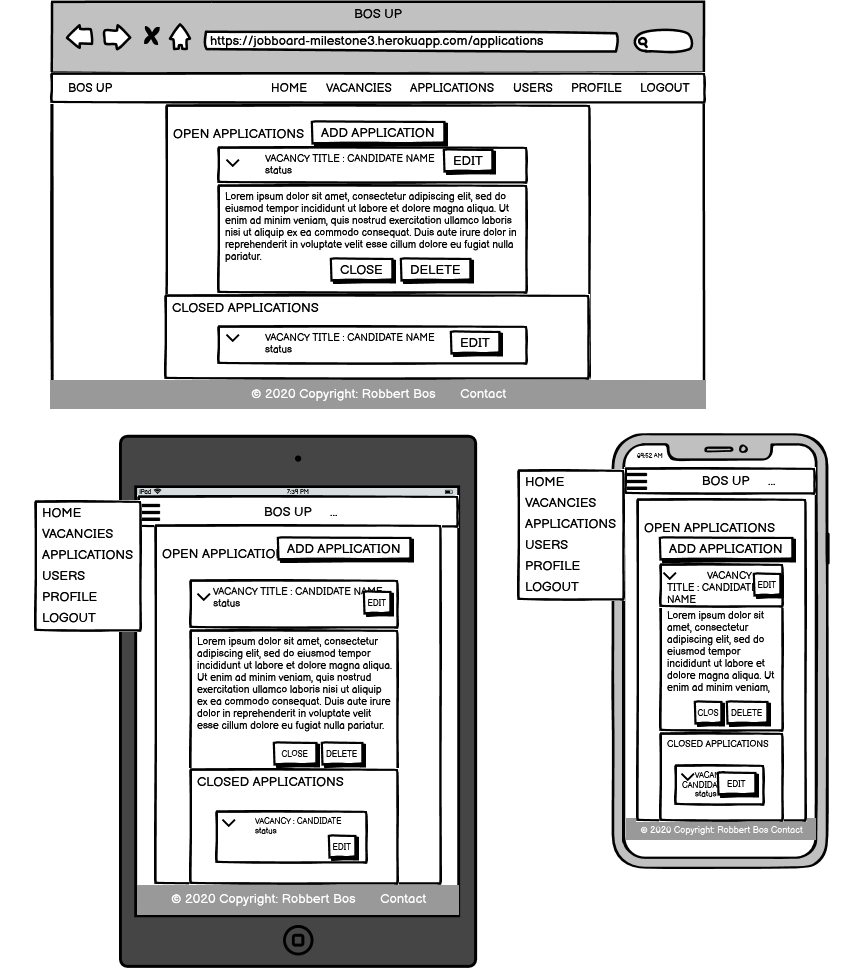 BOS UP
https://jobboard-milestone3.herokuapp.com/applications
BOS UP HOME VACANCIES APPLICATIONS USERS PROFILE LOGOUT
OPEN APPLICATIONS ADD APPLICATION
VACANCY TITLE : CANDIDATE NAME EDIT
status
Lorem ipsum dolor sit amet, consectetur adipiscing elit, sed do
eiusmod tempor incididunt ut labore et dolore magna aliqua. Ut
enim ad minim veniam, quis nostrud exercitation ullamco laboris
nisi ut aliquip ex ea commodo consequat. Duis aute irure dolor in
reprehenderit in voluptate velit esse cillum dolore eu fugiat nulla
pariatur.
CLOSE DELETE
CLOSED APPLICATIONS
VACANCY TITLE : CANDIDATE NAME EDIT
status
© 2020 Copyright: Robbert Bos Contact
iPod 7:39 PM
BOS UP ...
HOME
VACANCIES
APPLICATIONS
USERS
PROFILE
LOGOUT
OPEN APPLICATIO ADD APPLICATION
VACANCY TITLE : CANDIDATE NAME
status EDIT
Lorem ipsum dolor sit amet, consectetur
adipiscing elit, sed do eiusmod tempor
incididunt ut labore et dolore magna aliqua.
Ut enim ad minim veniam, quis nostrud
exercitation ullamco laboris nisi ut aliquip
ex ea commodo consequat. Duis aute irure
dolor in reprehenderit in voluptate velit
esse cillum dolore eu fugiat nulla pariatur.
CLOSE DELETE
CLOSED APPLICATIONS
VACANCY : CANDIDATE
status
EDIT
© 2020 Copyright: Robbert Bos Contact
09:52 AM
BOS UP ...
HOME
VACANCIES
APPLICATIONS
USERS
PROFILE
LOGOUT
OPEN APPLICATIONS
ADD APPLICATION
VACANCY
TITLE : CANDIDAT EDIT
NAME
Lorem ipsum dolor sit
amet, consectetur
adipiscing elit, sed do
eiusmod tempor
incididunt ut labore et
dolore magna aliqua. Ut
enim ad minim veniam,
CLOS DELETE
CLOSED APPLICATIONS
VACAN
CANDIDA EDIT
status
© 2020 Copyright: Robbert Bos Contact